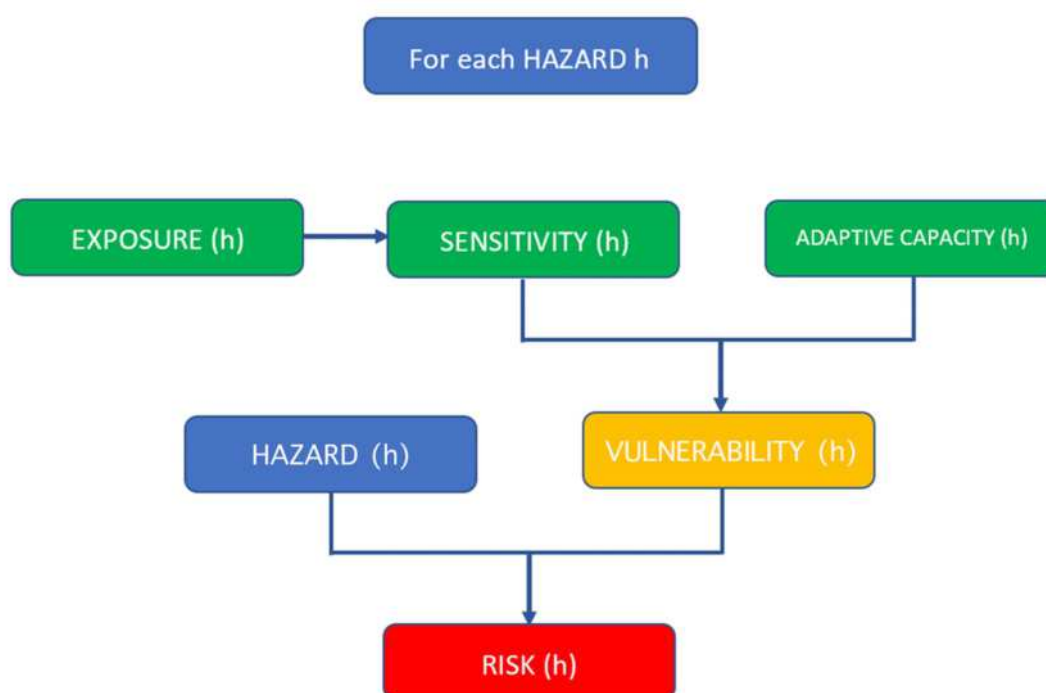 For each HAZARD h
EXPOSURE (h)
SENSITIVITY (h)
ADAPTIVE CAPACITY (h)
HAZARD (h)
VULNERABILITY (h)
RISK (h)